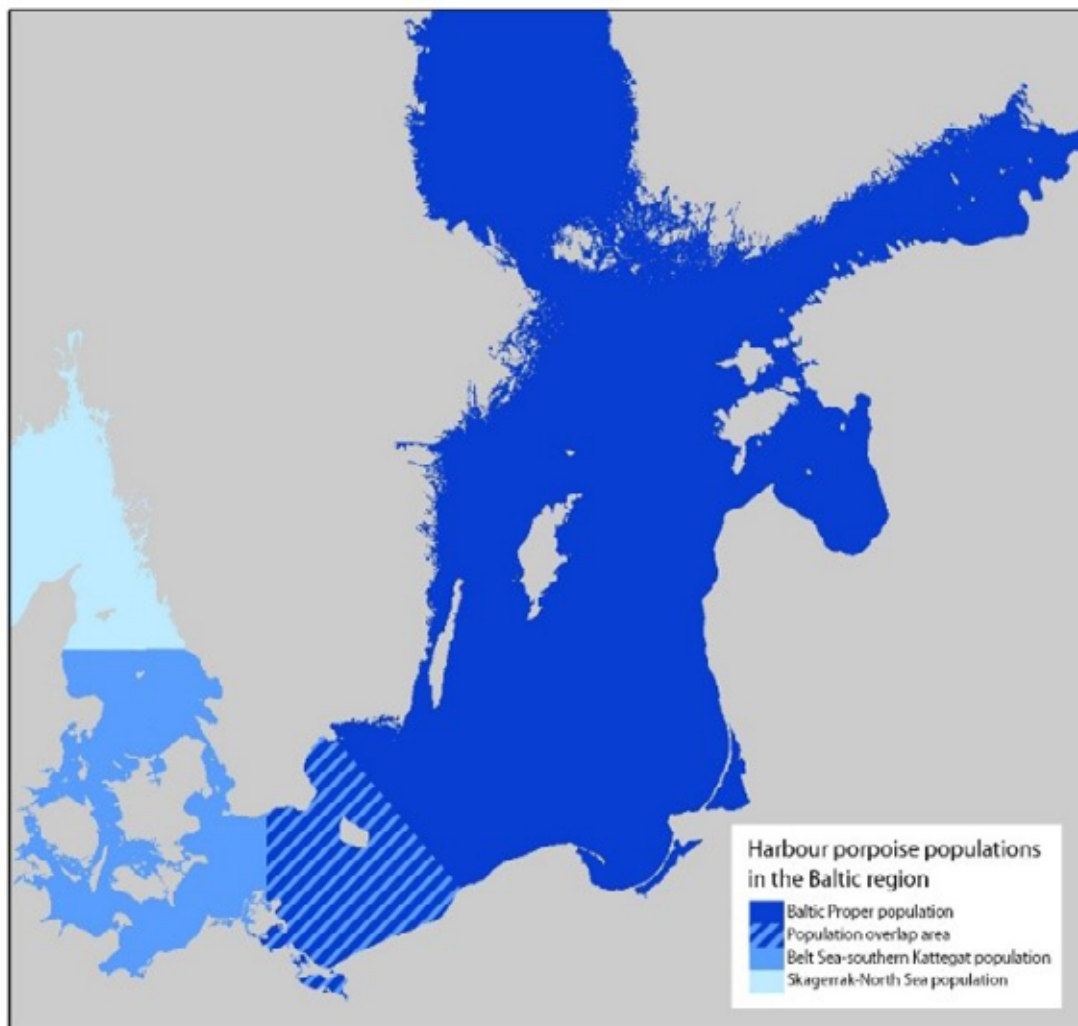 Harbour porpoise populations
in the Baltic region
Baltic Proper population
Population overlap area
Belt Sea-southern Kattegat population
Skagerrak-North Sea population